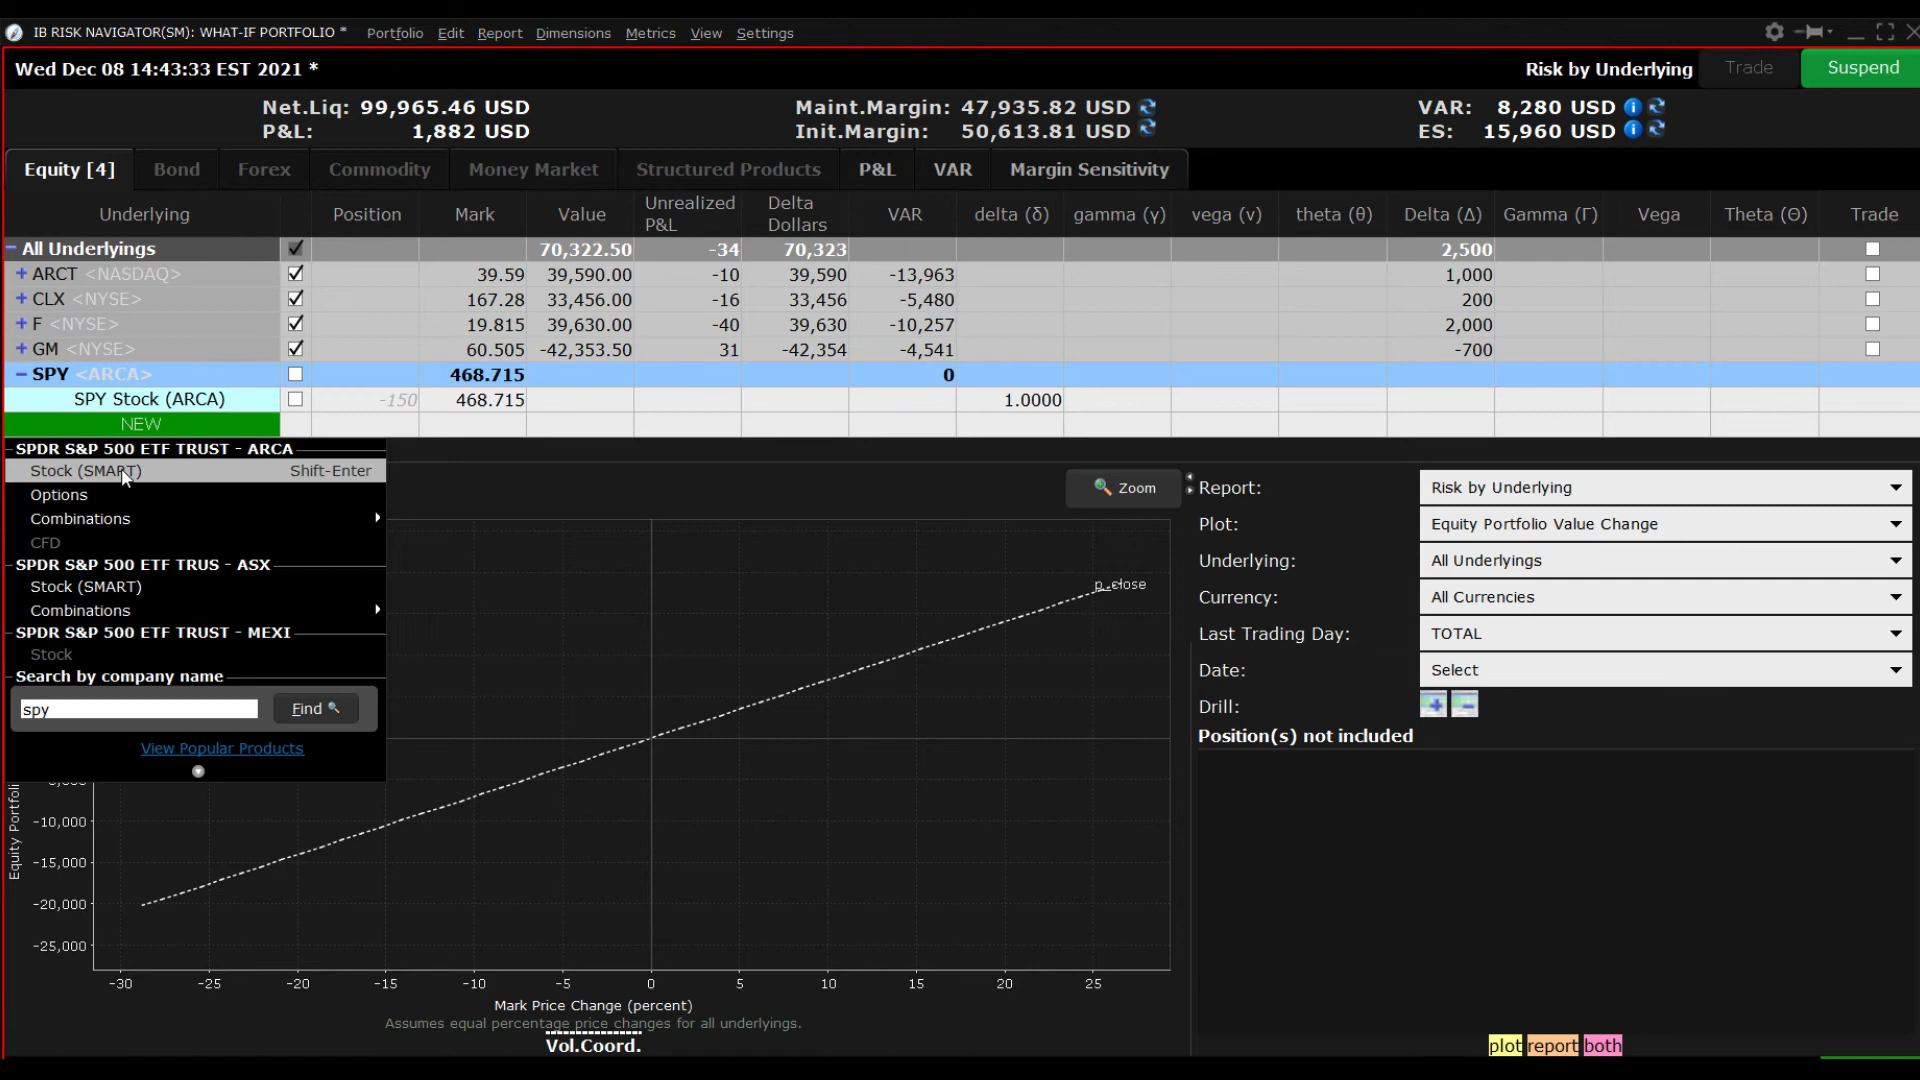 IB RISK NAVIGATOR(SM): WHAT-IF PORTFOLIO * Portfolio Edit Report Dimensions Metrics View Settings
Wed Dec 08 14:43:33 EST 2021 * Risk by Underlying Trade Suspend
Net.Liq: 99,965.46 USD Maint.Margin: 47,935.82 USD VAR: 8,280 USD
P&L: 1,882 USD Init.Margin: 50,613.81 USD ES: 15,960 USD
Equity [4] Bond Forex Commodity Money Market Structured Products P&L VAR Margin Sensitivity
Underlying Position Mark Value Unrealized P&L Delta Dollars VAR delta (δ) gamma (γ) vega (ν) theta (θ) Delta (Δ) Gamma (Γ) Vega Theta (Θ) Trade
All Underlyings 70,322.50 -34 70,323 2,500
ARCT <NASDAQ> 39.59 39,590.00 -10 39,590 -13,963 1,000
CLX <NYSE> 167.28 33,456.00 -16 33,456 -5,480 200
F <NYSE> 19.815 39,630.00 -40 39,630 -10,257 2,000
GM <NYSE> 60.505 -42,353.50 31 -42,354 -4,541 -700
SPY <ARCA> 468.715 0
SPY Stock (ARCA) -150 468.715 1.0000
NEW
SPDR S&P 500 ETF TRUST - ARCA
Stock (SMART) Shift-Enter
Options
Combinations
CFD
SPDR S&P 500 ETF TRUS - ASX
Stock (SMART)
Combinations
SPDR S&P 500 ETF TRUST - MEXI
Stock
Search by company name
spy Find
View Popular Products
Zoom
p_close
-10,000
-15,000
-20,000
-25,000
-30 -25 -20 -15 -10 -5 0 5 10 15 20 25
Mark Price Change (percent)
Assumes equal percentage price changes for all underlyings.
Vol.Coord.
Report: Risk by Underlying
Plot: Equity Portfolio Value Change
Underlying: All Underlyings
Currency: All Currencies
Last Trading Day: TOTAL
Date: Select
Drill:
Position(s) not included
plot report both